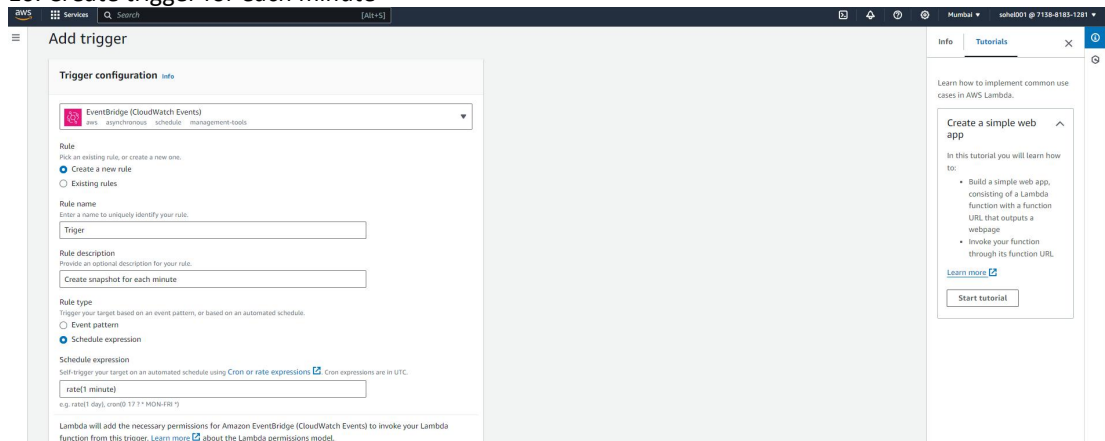 aws
Services
Search
[Alt+S]
Mumbai
sohel001 @ 7138-8183-1281
Add trigger
Trigger configuration Info
EventBridge (CloudWatch Events)
aws asynchronous schedule management-tools
Rule
Pick an existing rule, or create a new one.
Create a new rule
Existing rules
Rule name
Enter a name to uniquely identify your rule.
Triger
Rule description
Provide an optional description for your rule.
Create snapshot for each minute
Rule type
Trigger your target based on an event pattern, or based on an automated schedule.
Event pattern
Schedule expression
Schedule expression
Self-trigger your target on an automated schedule using Cron or rate expressions. Cron expressions are in UTC.
rate(1 minute)
e.g. rate(1 day), cron(0 17 ? * MON-FRI *)
Lambda will add the necessary permissions for Amazon EventBridge (CloudWatch Events) to invoke your Lambda
function from this trigger. Learn more about the Lambda permissions model.
Info Tutorials
Learn how to implement common use
cases in AWS Lambda.
Create a simple web
app
In this tutorial you will learn how
to:
Build a simple web app,
consisting of a Lambda
function with a function
URL that outputs a
webpage
Invoke your function
through its function URL
Learn more
Start tutorial